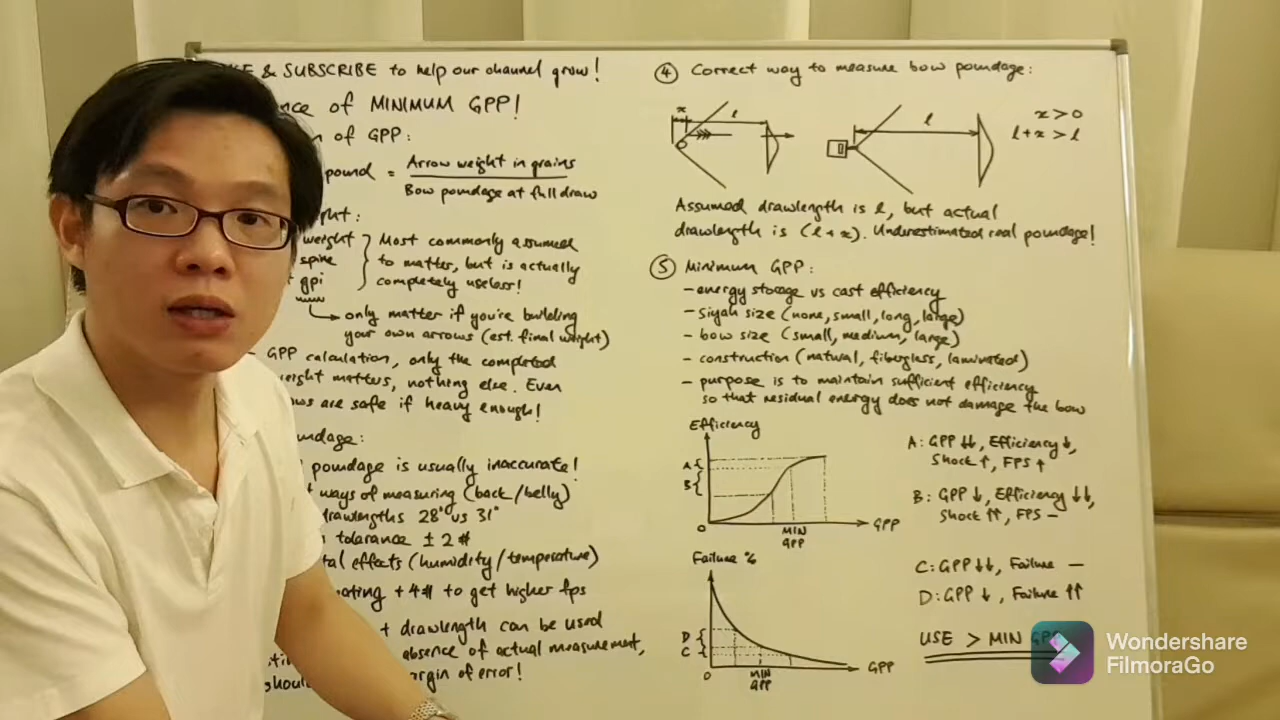 & SUBSCRIBE to help our channel grow!
of MINIMUM GPP!
of GPP:
pound = Arrow weight in grains
Bow poundage at full draw
weight } Most commonly assumed
spine to matter, but is actually
gpi completely useless!
only matter if you're building
your own arrows (est. final weight)
GPP calculation, only the completed
matters, nothing else. Even
are safe if heavy enough!
poundage is usually inaccurate!
ways of measuring (back/belly)
drawlengths 28" vs 31"
tolerance ± 2 #
effects (humidity/temperature)
+4# to get higher fps
+ drawlength can be used
absence of actual measurement,
of error!
④ Correct way to measure bow poundage:
x l
l
x > 0
l + x > l
Assumed drawlength is l, but actual
drawlength is (l + x). Underestimated real poundage!
⑤ Minimum GPP:
- energy storage vs cast efficiency
- siyah size (none, small, long, large)
- bow size (small, medium, large)
- construction (natural, fiberglass, laminated)
- purpose is to maintain sufficient efficiency
so that residual energy does not damage the bow
Efficiency
A {
B {
0
MIN
GPP
GPP
A: GPP ↓↓, Efficiency ↓,
Shock ↑, FPS ↑
B: GPP ↓, Efficiency ↓↓,
Shock ↑↑, FPS —
Failure %
D {
C {
0
MIN
GPP
GPP
C: GPP ↓↓, Failure —
D: GPP ↓, Failure ↑↑
USE > MIN
Wondershare
FilmoraGo